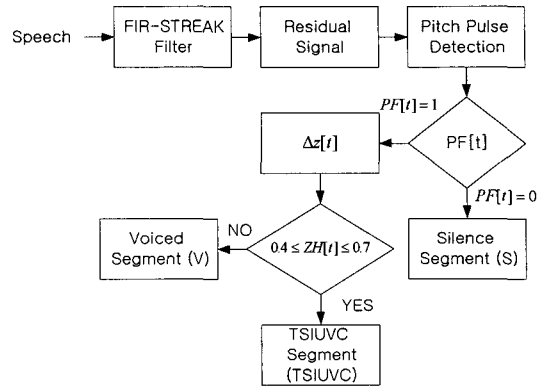 Speech
FIR-STREAK
Filter
Residual
Signal
Pitch Pulse
Detection
PF[t]=1
Δz[t]
PF[t]
PF[t]=0
NO
Voiced
Segment (V)
0.4 ≤ ZH[t] ≤ 0.7
Silence
Segment (S)
YES
TSIUVC
Segment
(TSIUVC)